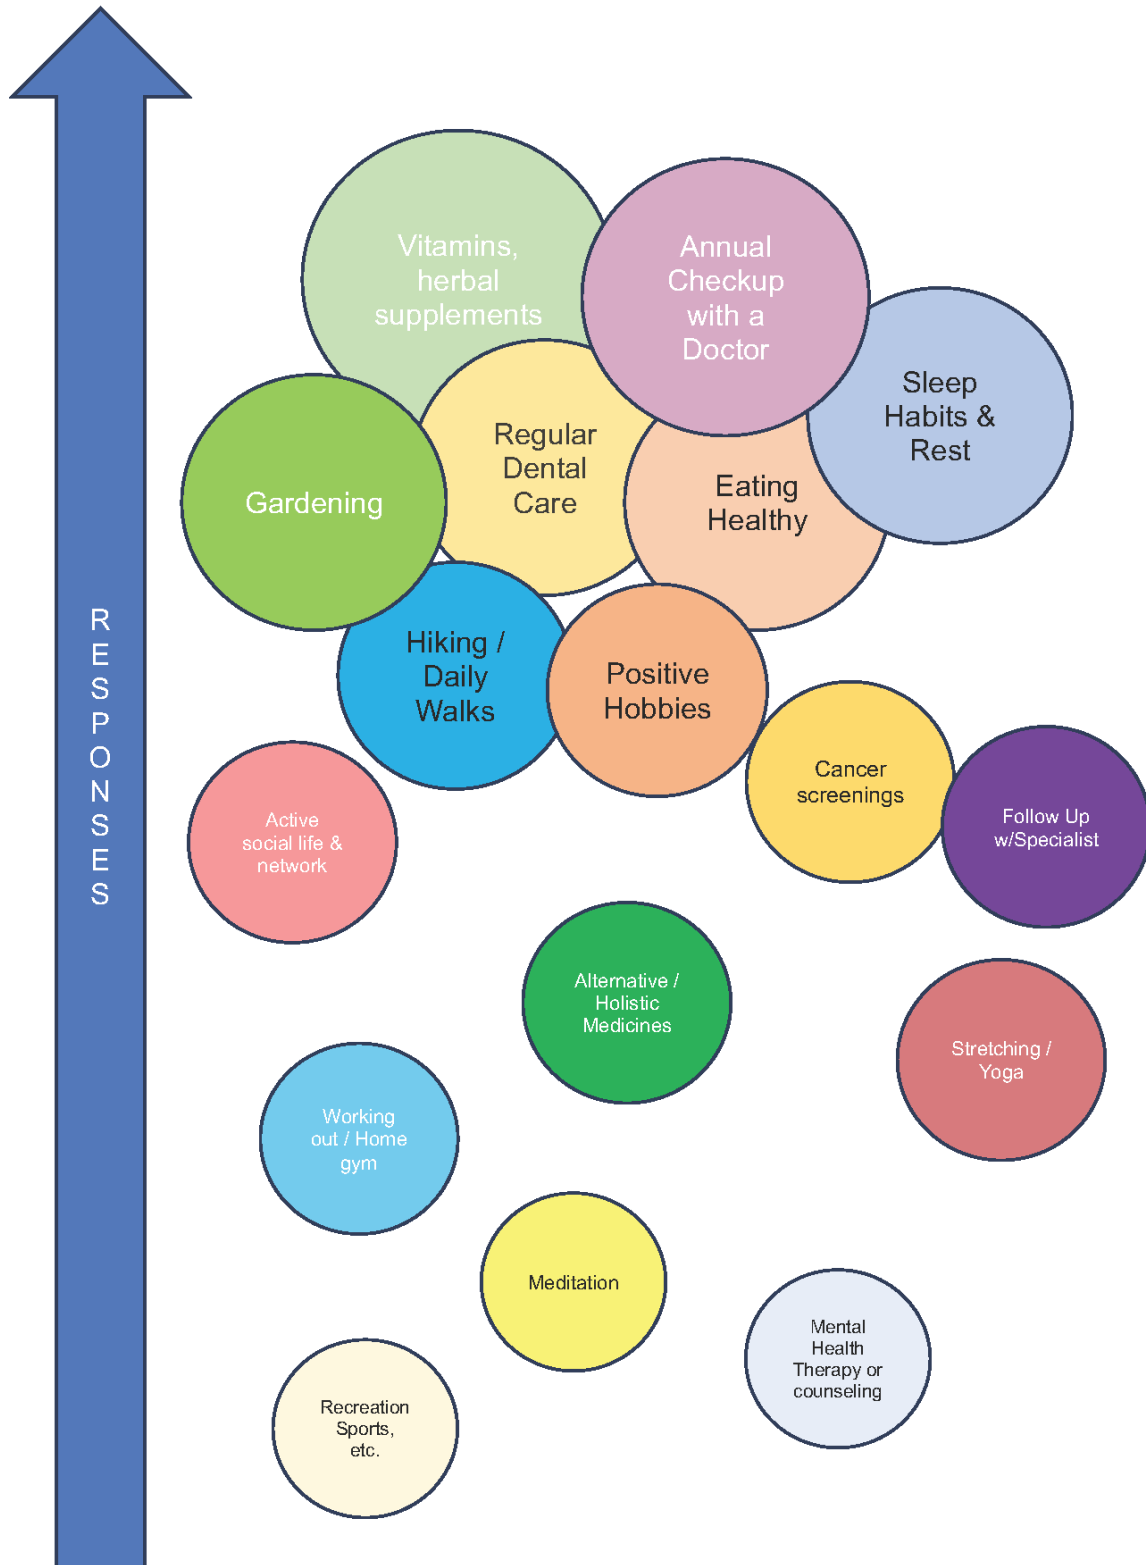 RESPONSES
Vitamins,
herbal
supplements
Annual
Checkup
with a
Doctor
Sleep
Habits &
Rest
Regular
Dental
Care
Eating
Healthy
Gardening
Hiking /
Daily
Walks
Positive
Hobbies
Cancer
screenings
Follow Up
w/Specialist
Active
social life &
network
Alternative /
Holistic
Medicines
Stretching /
Yoga
Working
out / Home
gym
Meditation
Mental
Health
Therapy or
counseling
Recreation
Sports,
etc.